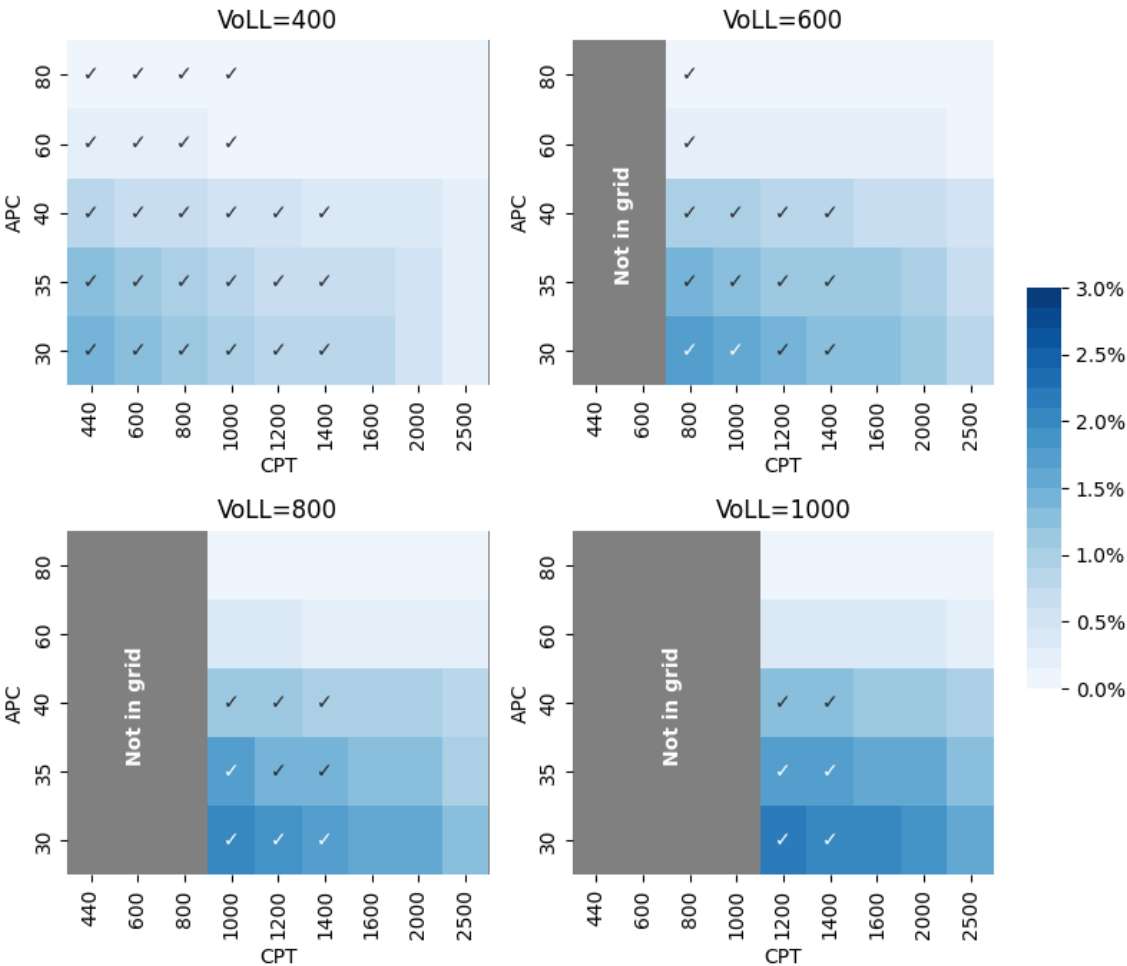 VoLL=400
APC
80 ✓ ✓ ✓ ✓
60 ✓ ✓ ✓ ✓
40 ✓ ✓ ✓ ✓ ✓ ✓
35 ✓ ✓ ✓ ✓ ✓ ✓
30 ✓ ✓ ✓ ✓ ✓ ✓
440 600 800 1000 1200 1400 1600 2000 2500
CPT
VoLL=600
APC
80 ✓
60 ✓
40 ✓ ✓ ✓ ✓
35 ✓ ✓ ✓ ✓
30 ✓ ✓ ✓ ✓
Not in grid
440 600 800 1000 1200 1400 1600 2000 2500
CPT
VoLL=800
APC
80
60
40 ✓ ✓ ✓
35 ✓ ✓ ✓
30 ✓ ✓ ✓
Not in grid
440 600 800 1000 1200 1400 1600 2000 2500
CPT
VoLL=1000
APC
80
60
40 ✓ ✓
35 ✓ ✓
30 ✓ ✓
Not in grid
440 600 800 1000 1200 1400 1600 2000 2500
CPT
3.0%
2.5%
2.0%
1.5%
1.0%
0.5%
0.0%